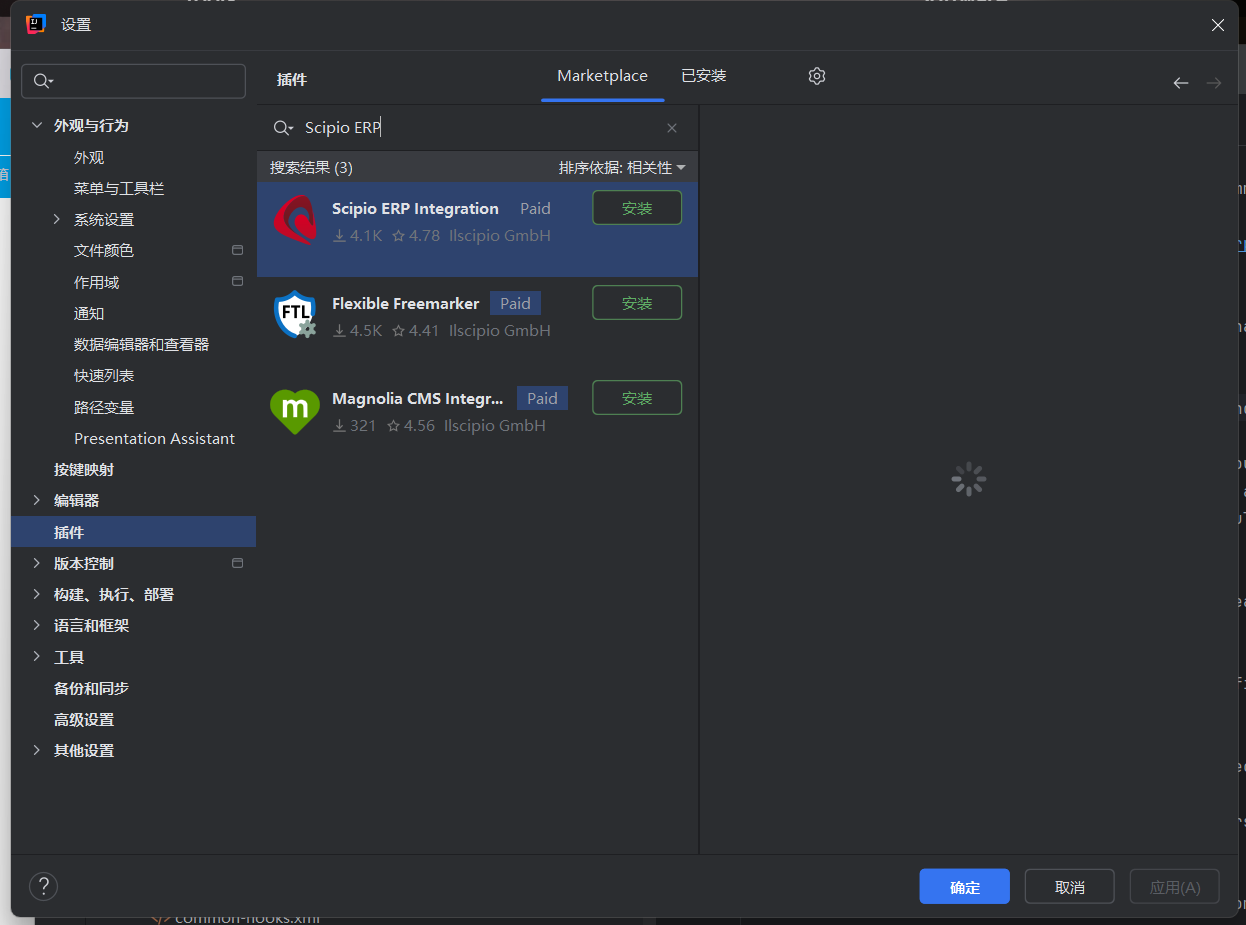 设置
插件
Marketplace
已安装
外观与行为
外观
菜单与工具栏
系统设置
文件颜色
作用域
通知
数据编辑器和查看器
快速列表
路径变量
Presentation Assistant
按键映射
编辑器
插件
版本控制
构建、执行、部署
语言和框架
工具
备份和同步
高级设置
其他设置
Scipio ERP
搜索结果 (3)
排序依据: 相关性
Scipio ERP Integration Paid
安装
4.1K 4.78 Ilscipio GmbH
FTL
Flexible Freemarker Paid
安装
4.5K 4.41 Ilscipio GmbH
m
Magnolia CMS Integr... Paid
安装
321 4.56 Ilscipio GmbH
?
确定
取消
应用(A)
common-hooks.xml